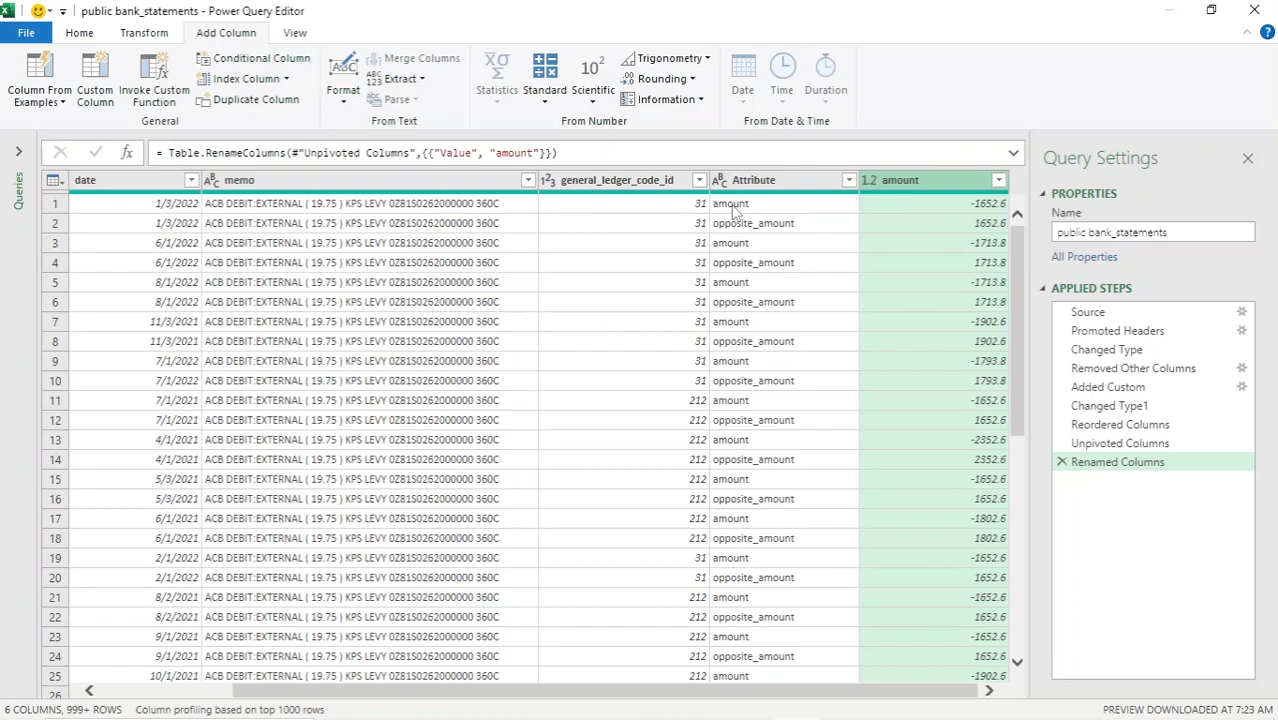 public bank_statements - Power Query Editor
File Home Transform Add Column View
Column From Examples
Custom Column
Invoke Custom Function
Conditional Column
Index Column
Duplicate Column
General
Format
Merge Columns
Extract
Parse
From Text
Statistics
Standard
Scientific
Trigonometry
Rounding
Information
From Number
Date
Time
Duration
From Date & Time
= Table.RenameColumns(#"Unpivoted Columns",{{"Value", "amount"}})
Queries
date memo general_ledger_code_id Attribute 1.2 amount
1 1/3/2022 ACB DEBIT:EXTERNAL ( 19.75 ) KPS LEVY 0Z81S0262000000 360C 31 amount -1652.6
2 1/3/2022 ACB DEBIT:EXTERNAL ( 19.75 ) KPS LEVY 0Z81S0262000000 360C 31 opposite_amount 1652.6
3 6/1/2022 ACB DEBIT:EXTERNAL ( 19.75 ) KPS LEVY 0Z81S0262000000 360C 31 amount -1713.8
4 6/1/2022 ACB DEBIT:EXTERNAL ( 19.75 ) KPS LEVY 0Z81S0262000000 360C 31 opposite_amount 1713.8
5 8/1/2022 ACB DEBIT:EXTERNAL ( 19.75 ) KPS LEVY 0Z81S0262000000 360C 31 amount -1713.8
6 8/1/2022 ACB DEBIT:EXTERNAL ( 19.75 ) KPS LEVY 0Z81S0262000000 360C 31 opposite_amount 1713.8
7 11/3/2021 ACB DEBIT:EXTERNAL ( 19.75 ) KPS LEVY 0Z81S0262000000 360C 31 amount -1902.6
8 11/3/2021 ACB DEBIT:EXTERNAL ( 19.75 ) KPS LEVY 0Z81S0262000000 360C 31 opposite_amount 1902.6
9 7/1/2022 ACB DEBIT:EXTERNAL ( 19.75 ) KPS LEVY 0Z81S0262000000 360C 31 amount -1793.8
10 7/1/2022 ACB DEBIT:EXTERNAL ( 19.75 ) KPS LEVY 0Z81S0262000000 360C 31 opposite_amount 1793.8
11 7/1/2021 ACB DEBIT:EXTERNAL ( 19.75 ) KPS LEVY 0Z81S0262000000 360C 212 amount -1652.6
12 7/1/2021 ACB DEBIT:EXTERNAL ( 19.75 ) KPS LEVY 0Z81S0262000000 360C 212 opposite_amount 1652.6
13 4/1/2021 ACB DEBIT:EXTERNAL ( 19.75 ) KPS LEVY 0Z81S0262000000 360C 212 amount -2352.6
14 4/1/2021 ACB DEBIT:EXTERNAL ( 19.75 ) KPS LEVY 0Z81S0262000000 360C 212 opposite_amount 2352.6
15 5/3/2021 ACB DEBIT:EXTERNAL ( 19.75 ) KPS LEVY 0Z81S0262000000 360C 212 amount -1652.6
16 5/3/2021 ACB DEBIT:EXTERNAL ( 19.75 ) KPS LEVY 0Z81S0262000000 360C 212 opposite_amount 1652.6
17 6/1/2021 ACB DEBIT:EXTERNAL ( 19.75 ) KPS LEVY 0Z81S0262000000 360C 212 amount -1802.6
18 6/1/2021 ACB DEBIT:EXTERNAL ( 19.75 ) KPS LEVY 0Z81S0262000000 360C 212 opposite_amount 1802.6
19 2/1/2022 ACB DEBIT:EXTERNAL ( 19.75 ) KPS LEVY 0Z81S0262000000 360C 31 amount -1652.6
20 2/1/2022 ACB DEBIT:EXTERNAL ( 19.75 ) KPS LEVY 0Z81S0262000000 360C 31 opposite_amount 1652.6
21 8/2/2021 ACB DEBIT:EXTERNAL ( 19.75 ) KPS LEVY 0Z81S0262000000 360C 212 amount -1652.6
22 8/2/2021 ACB DEBIT:EXTERNAL ( 19.75 ) KPS LEVY 0Z81S0262000000 360C 212 opposite_amount 1652.6
23 9/1/2021 ACB DEBIT:EXTERNAL ( 19.75 ) KPS LEVY 0Z81S0262000000 360C 212 amount -1652.6
24 9/1/2021 ACB DEBIT:EXTERNAL ( 19.75 ) KPS LEVY 0Z81S0262000000 360C 212 opposite_amount 1652.6
25 10/1/2021 ACB DEBIT:EXTERNAL ( 19.75 ) KPS LEVY 0Z81S0262000000 360C 212 amount -1902.6
26
Query Settings
PROPERTIES
Name
public bank_statements
All Properties
APPLIED STEPS
Source
Promoted Headers
Changed Type
Removed Other Columns
Added Custom
Changed Type1
Reordered Columns
Unpivoted Columns
Renamed Columns
6 COLUMNS, 999+ ROWS Column profiling based on top 1000 rows
PREVIEW DOWNLOADED AT 7:23 AM